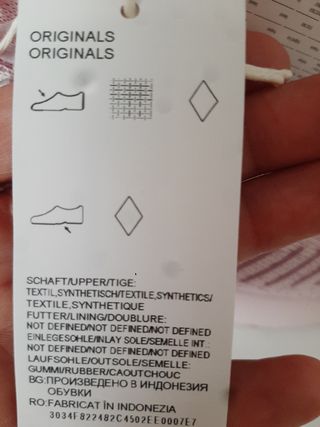 ORIGINALS
ORIGINALS
SCHAFT/UPPER/TIGE:
TEXTIL,SYNTHETISCH/TEXTILE,SYNTHETICS/
TEXTILE,SYNTHETIQUE
FUTTER/LINING/DOUBLURE:
NOT DEFINED/NOT DEFINED/NOT DEFINED
EINLEGESOHLE/INLAY SOLE/SEMELLE INT.:
NOT DEFINED/NOT DEFINED/NOT DEFINED
LAUFSOHLE/OUTSOLE/SEMELLE:
GUMMI/RUBBER/CAOUTCHOUC
BG:ПРОИЗВЕДЕНО В ИНДОНЕЗИЯ
ОБУВКИ
RO:FABRICAT ÎN INDONEZIA
3034F822482C4502EE0007E7